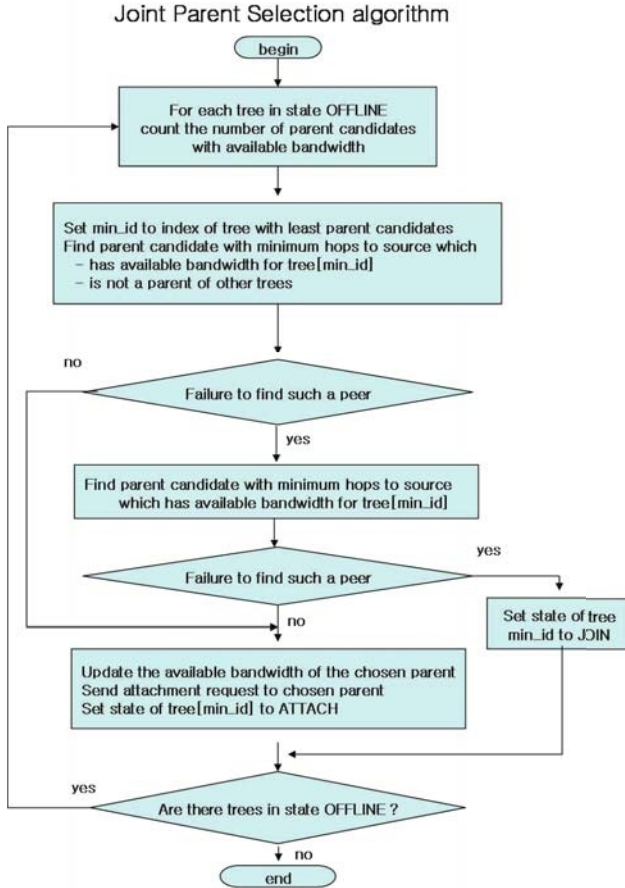 Joint Parent Selection algorithm
begin
For each tree in state OFFLINE
count the number of parent candidates
with available bandwidth
Set min_id to index of tree with least parent candidates
Find parent candidate with minimum hops to source which
- has available bandwidth for tree[min_id]
- is not a parent of other trees
no
Failure to find such a peer
yes
Find parent candidate with minimum hops to source
which has available bandwidth for tree[min_id]
yes
Failure to find such a peer
no
Set state of tree
min_id to JOIN
Update the available bandwidth of the chosen parent
Send attachment request to chosen parent
Set state of tree[min_id] to ATTACH
yes
Are there trees in state OFFLINE ?
no
end